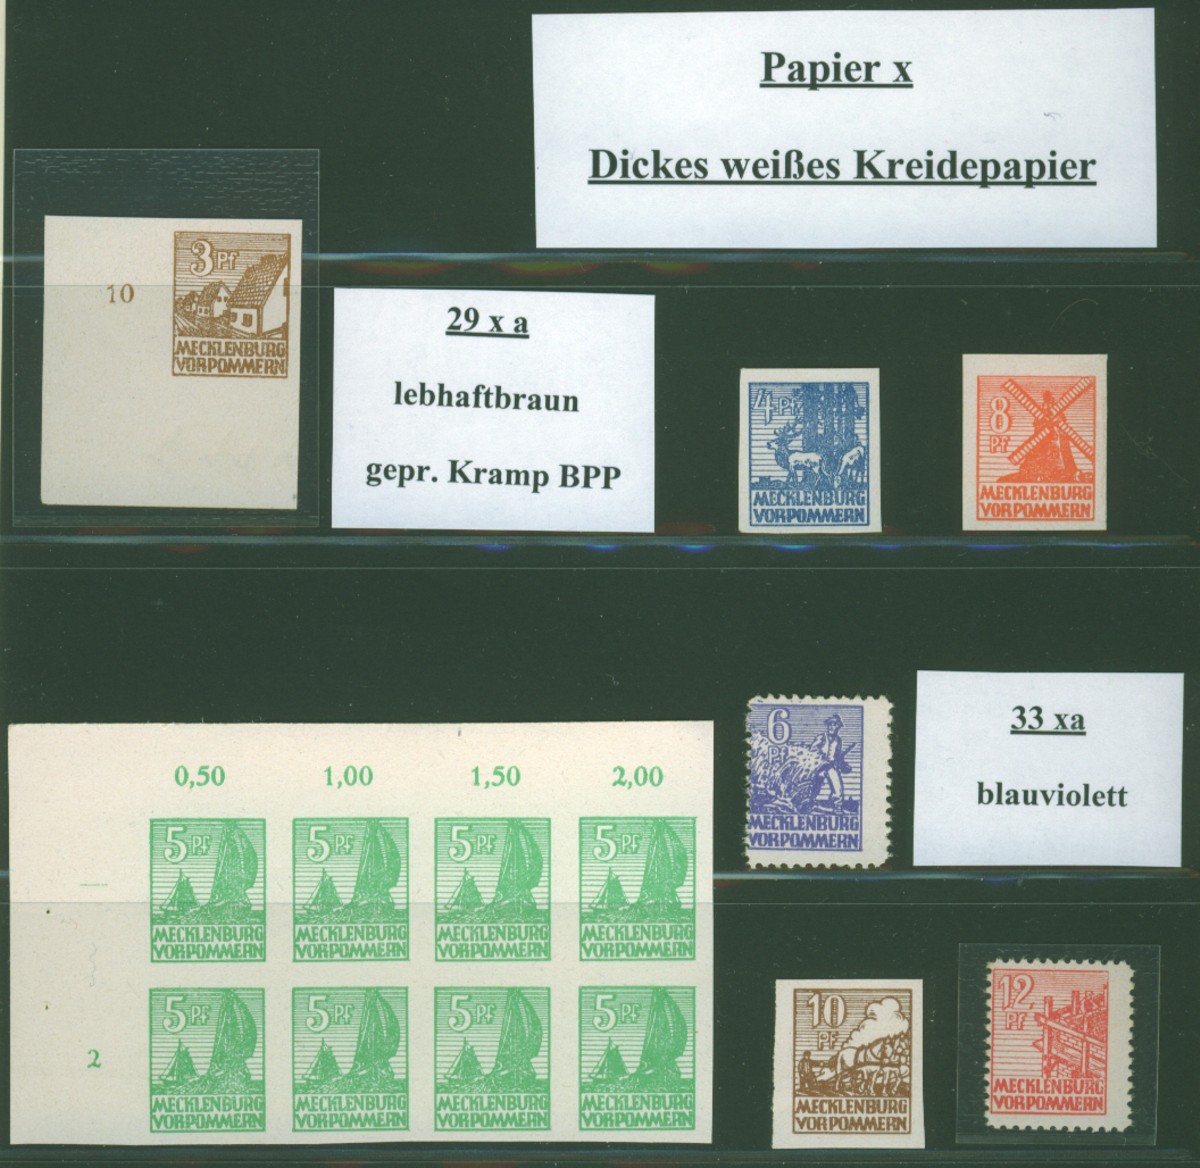 Papier x
Dickes weißes Kreidepapier
3 Pf
10
MECKLENBURG
VORPOMMERN
29 x a
lebhaftbraun
gepr. Kramp BPP
4 Pf
MECKLENBURG
VORPOMMERN
8
Pf
MECKLENBURG
VORPOMMERN
0,50 1,00 1,50 2,00
5 Pf 5 Pf 5 Pf 5 Pf
MECKLENBURG MECKLENBURG MECKLENBURG MECKLENBURG
VORPOMMERN VORPOMMERN VORPOMMERN VORPOMMERN
2
5 Pf 5 Pf 5 Pf 5 Pf
MECKLENBURG MECKLENBURG MECKLENBURG MECKLENBURG
VORPOMMERN VORPOMMERN VORPOMMERN VORPOMMERN
6
Pf
MECKLENBURG
VORPOMMERN
33 xa
blauviolett
10
Pf
MECKLENBURG
VORPOMMERN
12
Pf
MECKLENBURG
VORPOMMERN